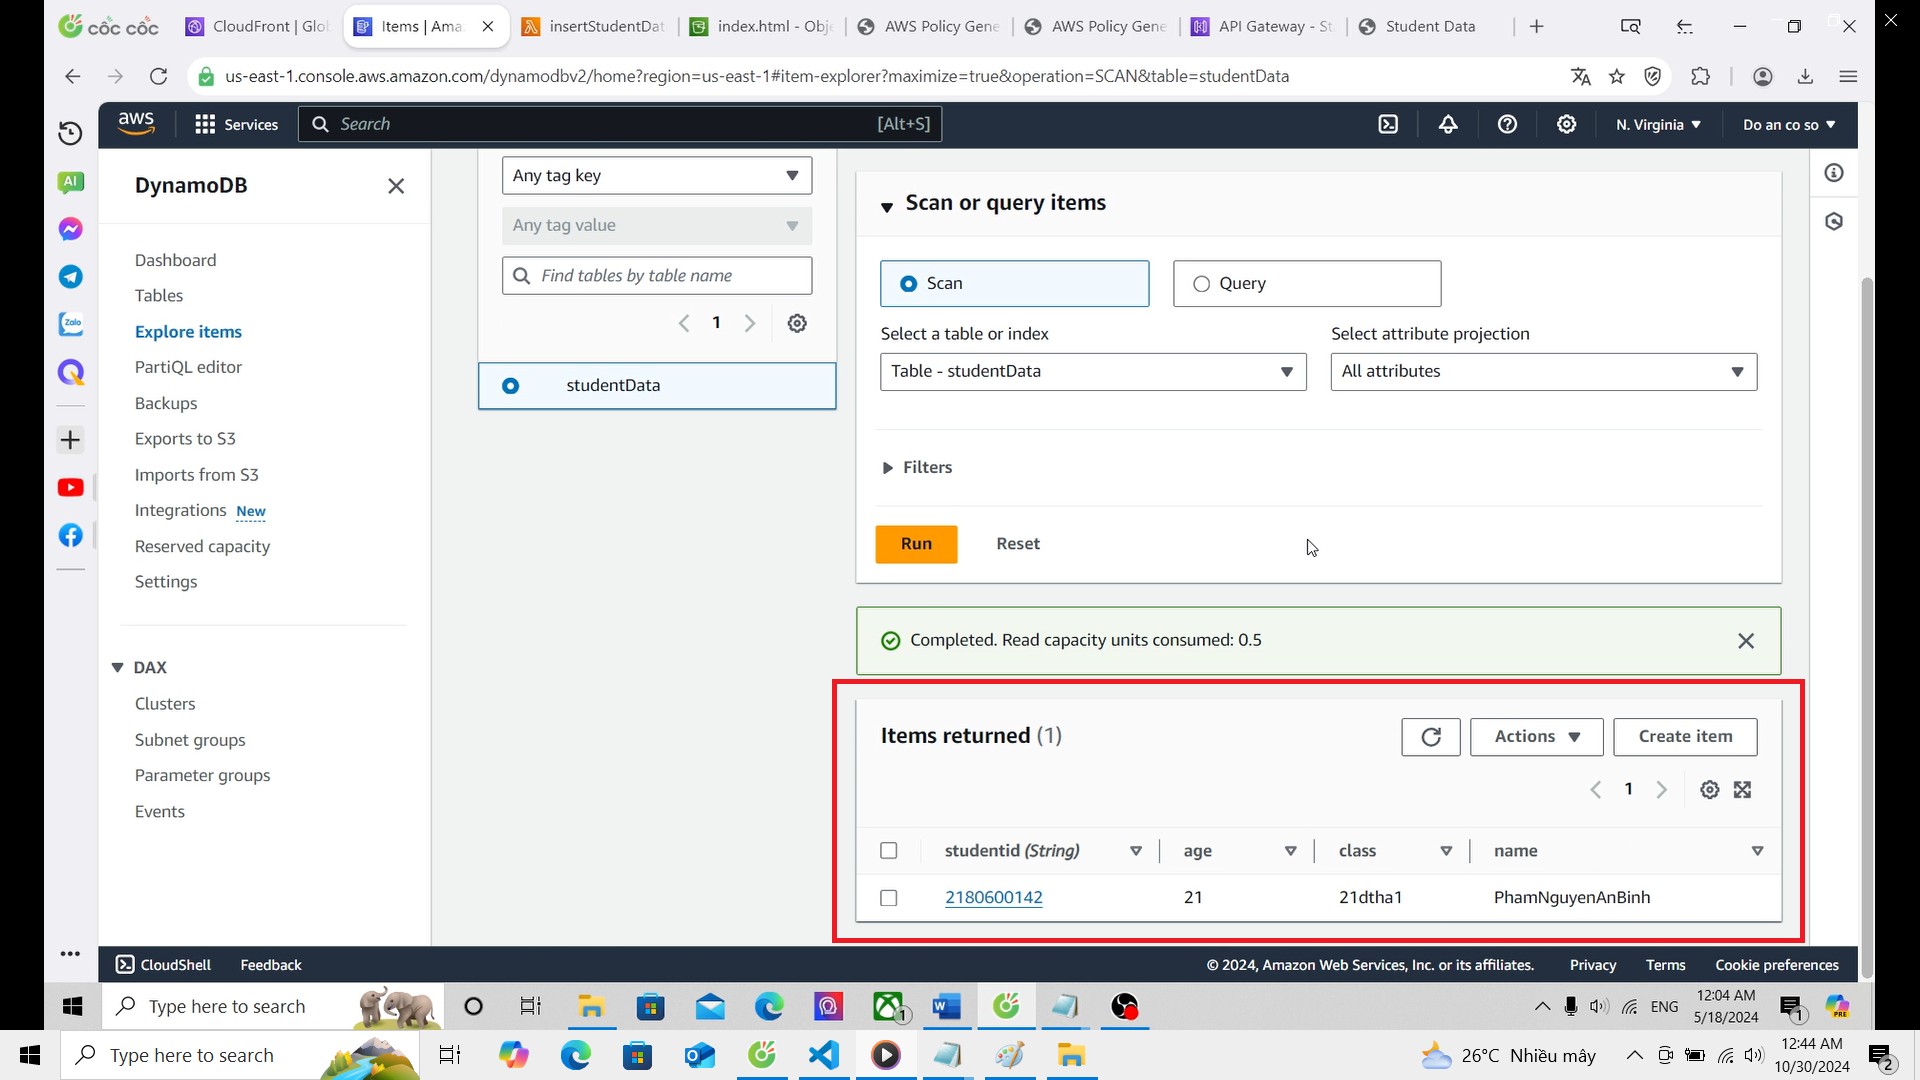 cốc cốc
CloudFront | Glo
Items | Ama
insertStudentDat
index.html - Obje
AWS Policy Gene
AWS Policy Gene
API Gateway - St
Student Data
us-east-1.console.aws.amazon.com/dynamodbv2/home?region=us-east-1#item-explorer?maximize=true&operation=SCAN&table=studentData
aws
Services
Search
[Alt+S]
N. Virginia
Do an co so
AI
Zalo
DynamoDB
Dashboard
Tables
Explore items
PartiQL editor
Backups
Exports to S3
Imports from S3
Integrations New
Reserved capacity
Settings
DAX
Clusters
Subnet groups
Parameter groups
Events
Any tag key
Any tag value
Find tables by table name
1
studentData
Scan or query items
Scan
Query
Select a table or index
Select attribute projection
Table - studentData
All attributes
Filters
Run
Reset
Completed. Read capacity units consumed: 0.5
Items returned (1)
Actions
Create item
1
studentid (String)
age
class
name
2180600142
21
21dtha1
PhamNguyenAnBinh
CloudShell
Feedback
© 2024, Amazon Web Services, Inc. or its affiliates.
Privacy
Terms
Cookie preferences
Type here to search
1
ENG
12:04 AM
5/18/2024
1
PRE
Type here to search
26°C Nhiều mây
12:44 AM
10/30/2024
2